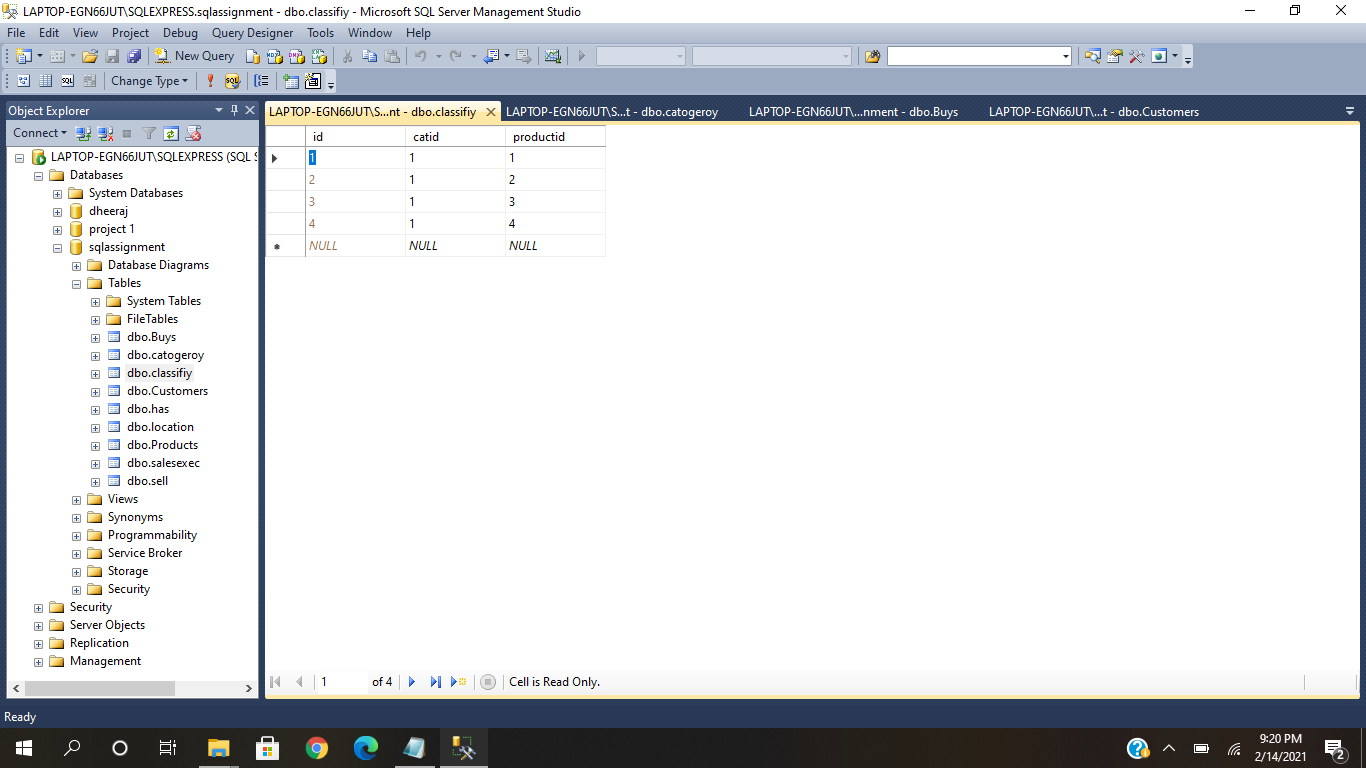 LAPTOP-EGN66JUT\SQLEXPRESS.sqlassignment - dbo.classifiy - Microsoft SQL Server Management Studio
File Edit View Project Debug Query Designer Tools Window Help
New Query
Change Type
Object Explorer
Connect
LAPTOP-EGN66JUT\SQLEXPRESS (SQL S
Databases
System Databases
dheeraj
project 1
sqlassignment
Database Diagrams
Tables
System Tables
FileTables
dbo.Buys
dbo.catogeroy
dbo.classifiy
dbo.Customers
dbo.has
dbo.location
dbo.Products
dbo.salesexec
dbo.sell
Views
Synonyms
Programmability
Service Broker
Storage
Security
Security
Server Objects
Replication
Management
LAPTOP-EGN66JUT\S...nt - dbo.classifiy LAPTOP-EGN66JUT\S...t - dbo.catogeroy LAPTOP-EGN66JUT\...nment - dbo.Buys LAPTOP-EGN66JUT\...t - dbo.Customers
id catid productid
1 1 1
2 1 2
3 1 3
4 1 4
NULL NULL NULL
1 of 4 Cell is Read Only.
Ready
9:20 PM
2/14/2021
2